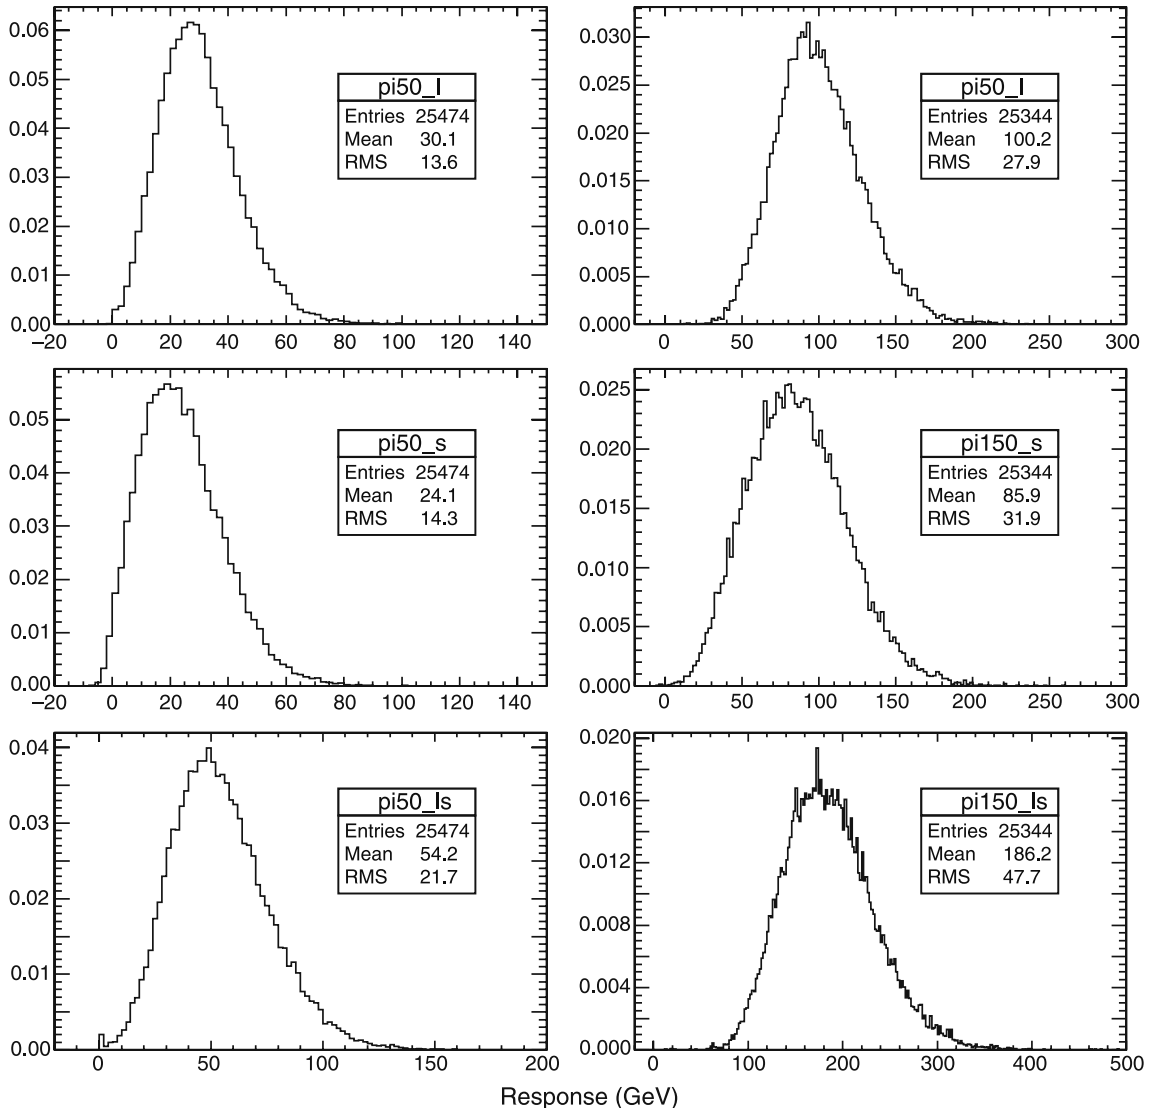 0.06
0.05
0.04
0.03
0.02
0.01
0.00
−20 0 20 40 60 80 100 120 140
pi50_l
Entries 25474
Mean 30.1
RMS 13.6
0.030
0.025
0.020
0.015
0.010
0.005
0.000
0 50 100 150 200 250 300
pi50_l
Entries 25344
Mean 100.2
RMS 27.9
0.05
0.04
0.03
0.02
0.01
0.00
−20 0 20 40 60 80 100 120 140
pi50_s
Entries 25474
Mean 24.1
RMS 14.3
0.025
0.020
0.015
0.010
0.005
0.000
0 50 100 150 200 250 300
pi150_s
Entries 25344
Mean 85.9
RMS 31.9
0.04
0.03
0.02
0.01
0.00
0 50 100 150 200
pi50_ls
Entries 25474
Mean 54.2
RMS 21.7
0.020
0.016
0.012
0.008
0.004
0.000
0 100 200 300 400 500
pi150_ls
Entries 25344
Mean 186.2
RMS 47.7
Response (GeV)